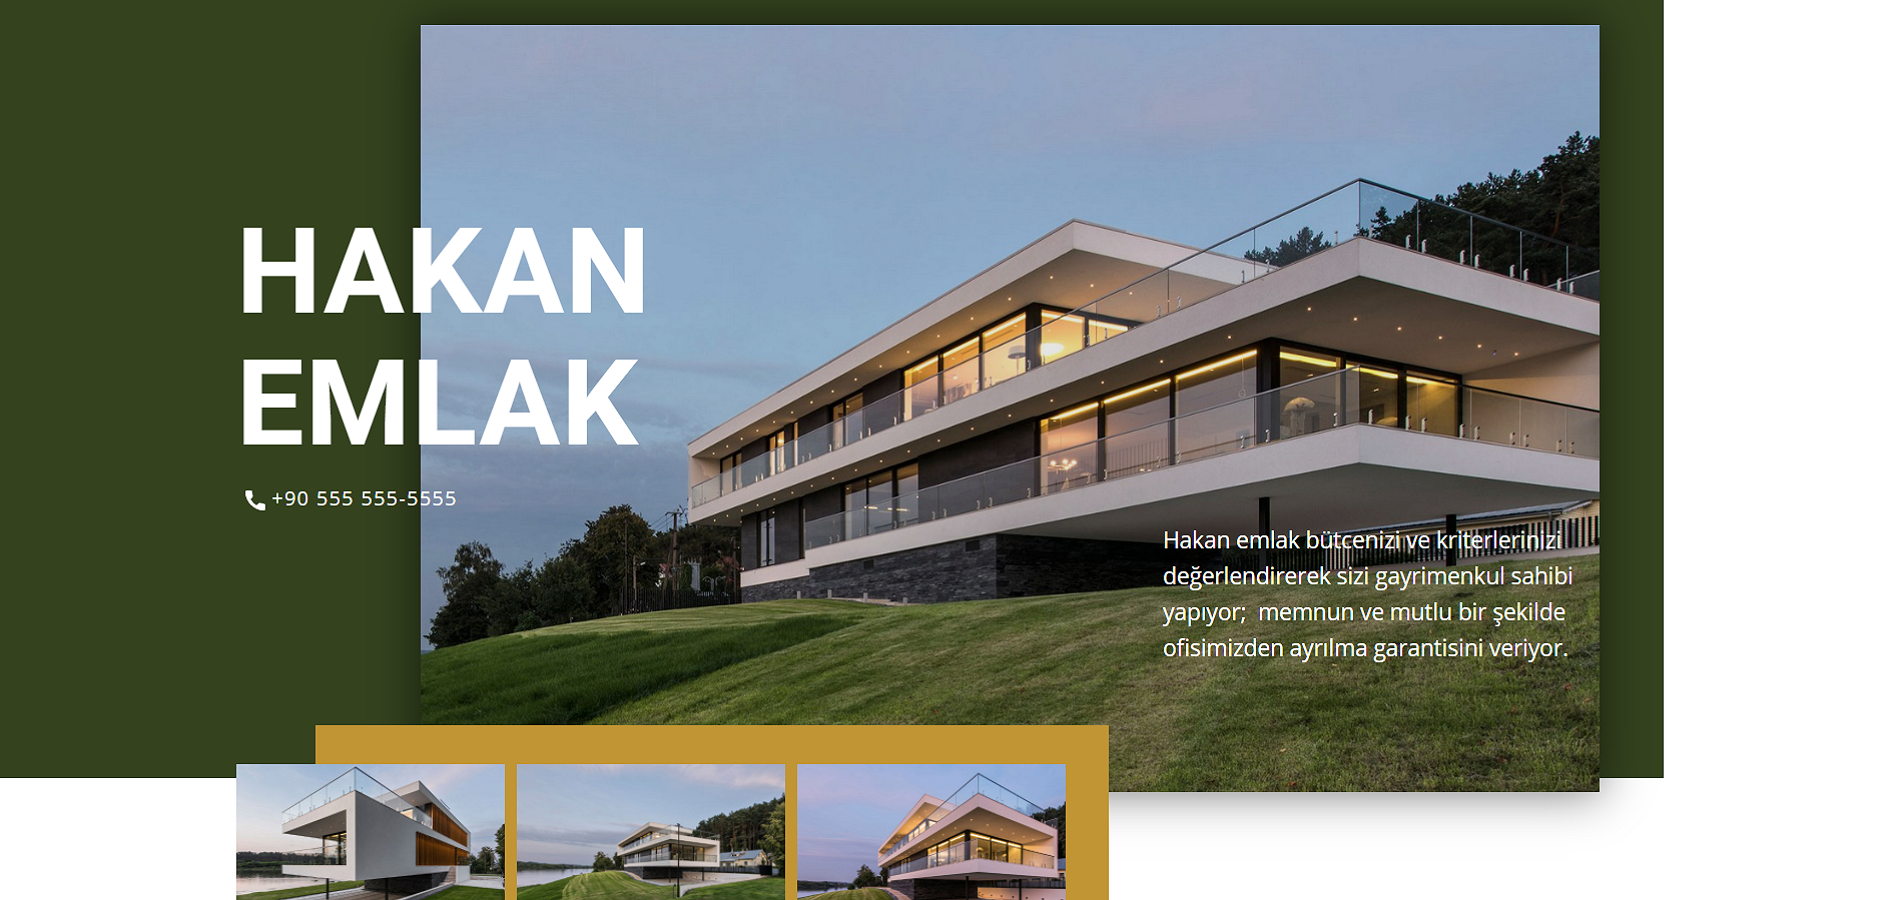 HAKAN
EMLAK
+90 555 555-5555
Hakan emlak bütcenizi ve kriterlerinizi
değerlendirerek sizi gayrimenkul sahibi
yapıyor;  memnun ve mutlu bir şekilde
ofisimizden ayrılma garantisini veriyor.